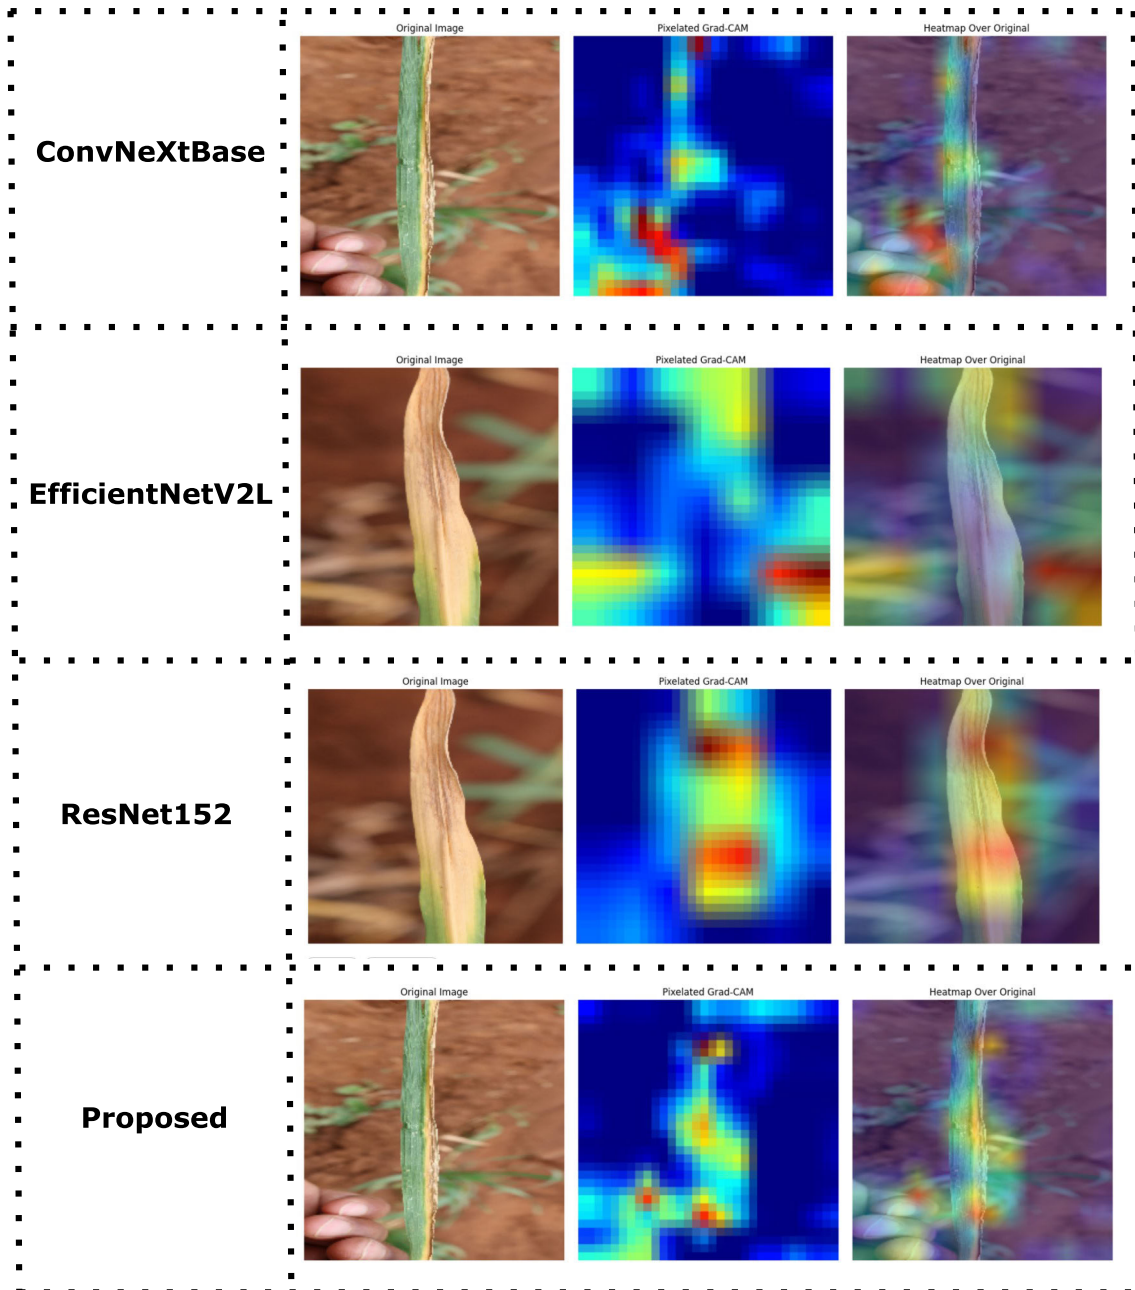 Original Image Pixelated Grad-CAM Heatmap Over Original
ConvNeXtBase
Original Image Pixelated Grad-CAM Heatmap Over Original
EfficientNetV2L
Original Image Pixelated Grad-CAM Heatmap Over Original
ResNet152
Original Image Pixelated Grad-CAM Heatmap Over Original
Proposed